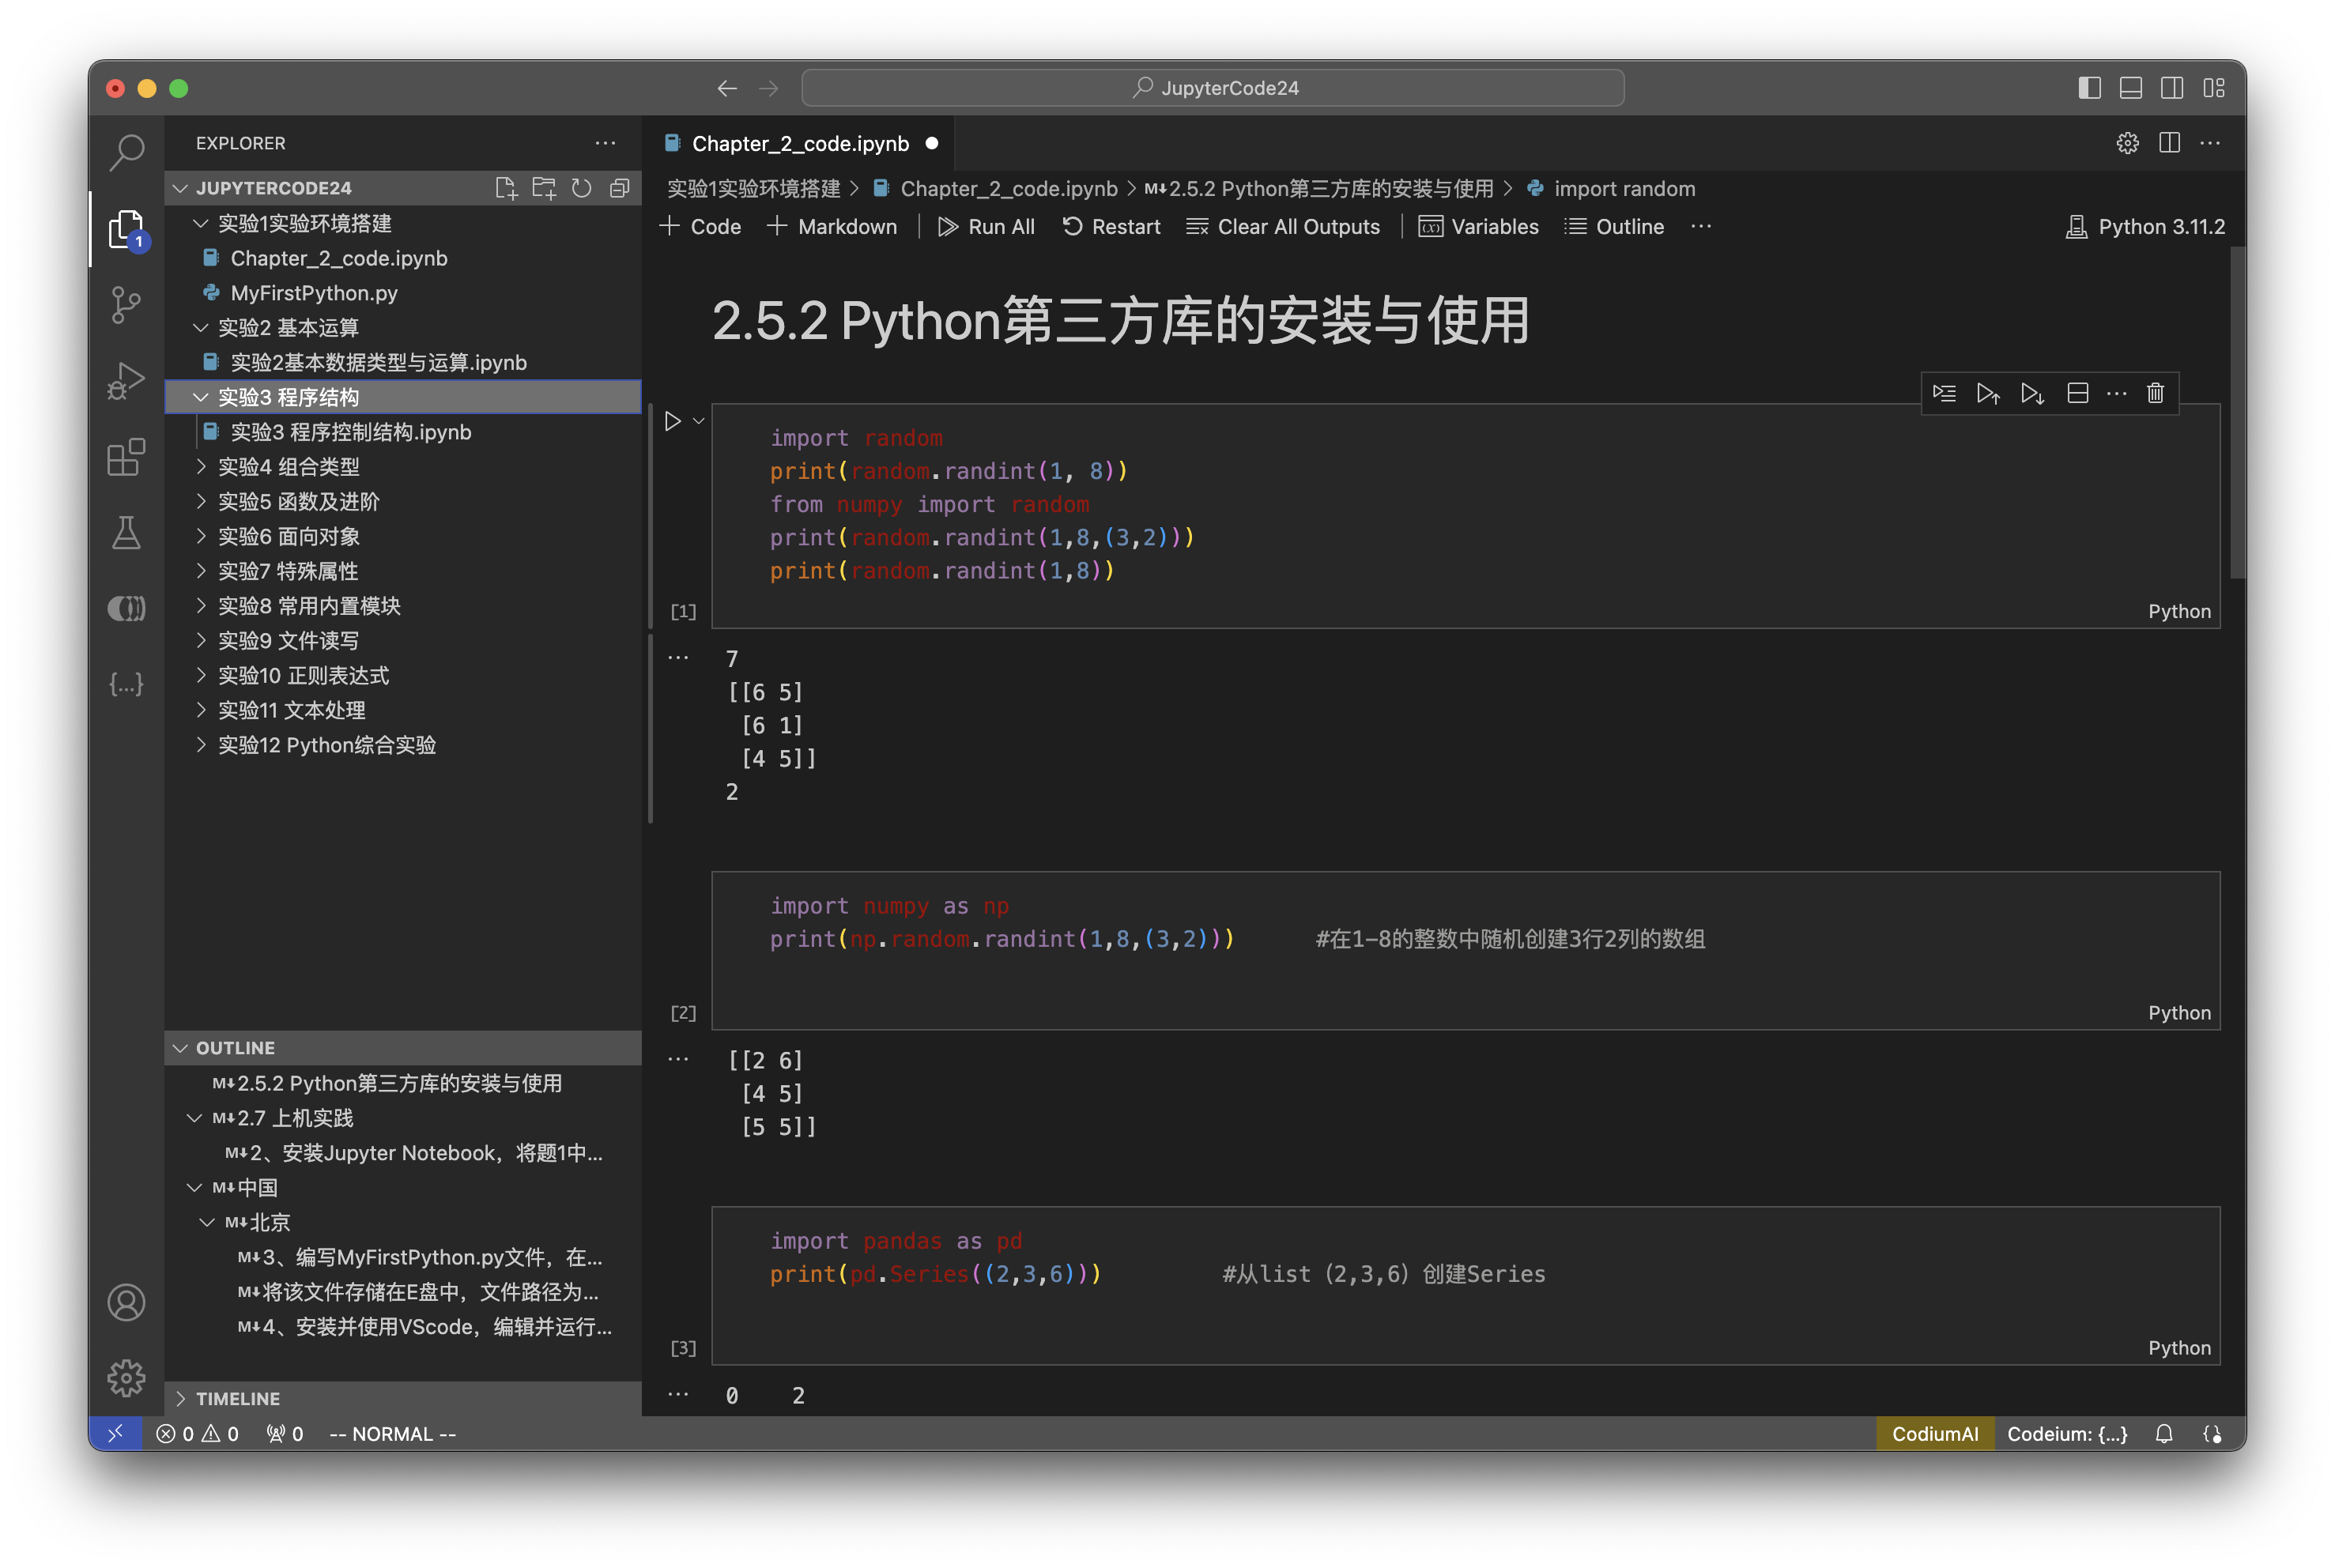 JupyterCode24
EXPLORER
JUPYTERCODE24
实验1实验环境搭建
Chapter_2_code.ipynb
MyFirstPython.py
实验2 基本运算
实验2基本数据类型与运算.ipynb
实验3 程序结构
实验3 程序控制结构.ipynb
实验4 组合类型
实验5 函数及进阶
实验6 面向对象
实验7 特殊属性
实验8 常用内置模块
实验9 文件读写
实验10 正则表达式
实验11 文本处理
实验12 Python综合实验
OUTLINE
M↓2.5.2 Python第三方库的安装与使用
M↓2.7 上机实践
M↓2、安装Jupyter Notebook，将题1中...
M↓中国
M↓北京
M↓3、编写MyFirstPython.py文件，在...
M↓将该文件存储在E盘中，文件路径为...
M↓4、安装并使用VScode，编辑并运行...
TIMELINE
1
{...}
Chapter_2_code.ipynb
实验1实验环境搭建 > Chapter_2_code.ipynb > M↓2.5.2 Python第三方库的安装与使用 > import random
+ Code + Markdown | Run All Restart Clear All Outputs | (x) Variables Outline ... Python 3.11.2
2.5.2 Python第三方库的安装与使用
import random
print(random.randint(1, 8))
from numpy import random
print(random.randint(1,8,(3,2)))
print(random.randint(1,8))
[1] Python
7
[[6 5]
[6 1]
[4 5]]
2
import numpy as np
print(np.random.randint(1,8,(3,2))) #在1-8的整数中随机创建3行2列的数组
[2] Python
[[2 6]
[4 5]
[5 5]]
import pandas as pd
print(pd.Series((2,3,6))) #从list（2,3,6）创建Series
[3] Python
0 2
0 0 0 -- NORMAL -- CodiumAI Codeium: {...}